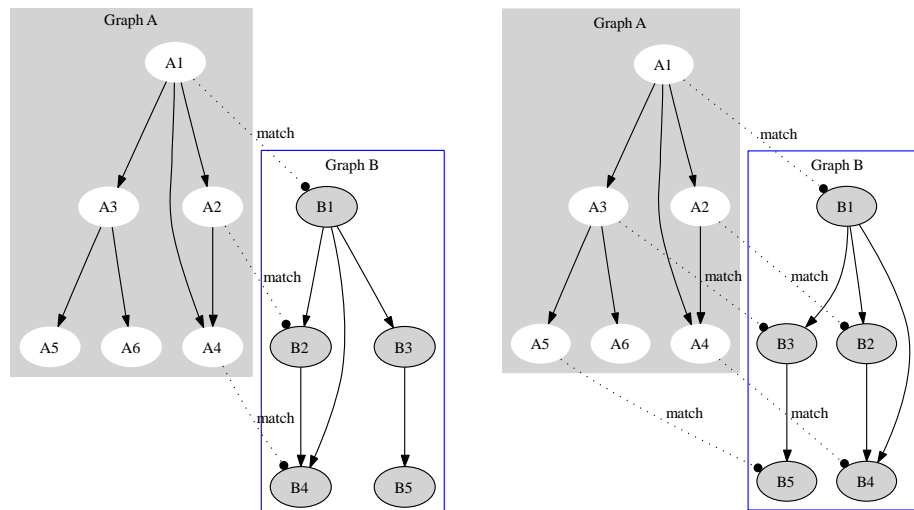 Graph A
A1
match
Graph B
A3
A2
B1
match
A5
A6
A4
B2
B3
match
B4
B5
Graph A
A1
match
Graph B
A3
A2
B1
match
match
A5
A6
A4
B3
B2
match
match
B5
B4